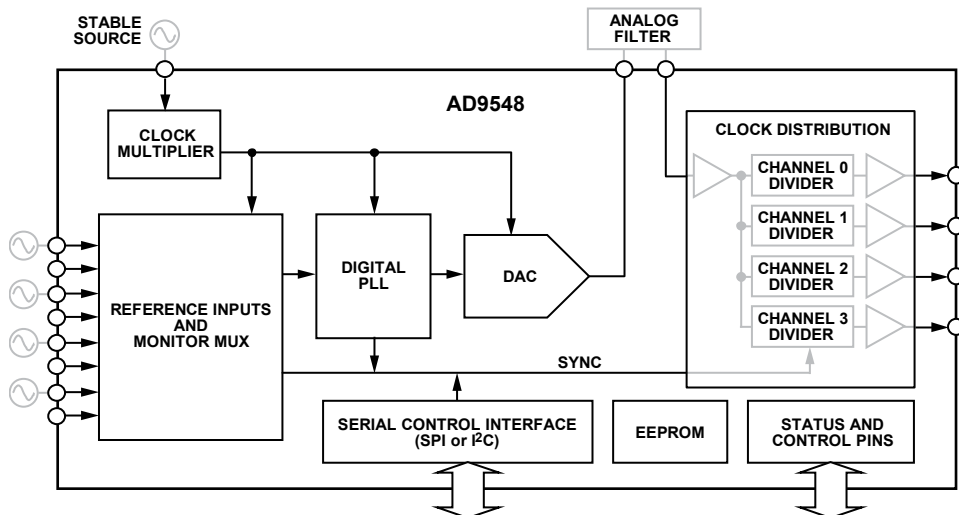 STABLE
SOURCE
ANALOG
FILTER
AD9548
CLOCK
MULTIPLIER
CLOCK DISTRIBUTION
CHANNEL 0
DIVIDER
CHANNEL 1
DIVIDER
CHANNEL 2
DIVIDER
CHANNEL 3
DIVIDER
REFERENCE INPUTS
AND
MONITOR MUX
DIGITAL
PLL
DAC
SYNC
SERIAL CONTROL INTERFACE
(SPI or I²C)
EEPROM
STATUS AND
CONTROL PINS